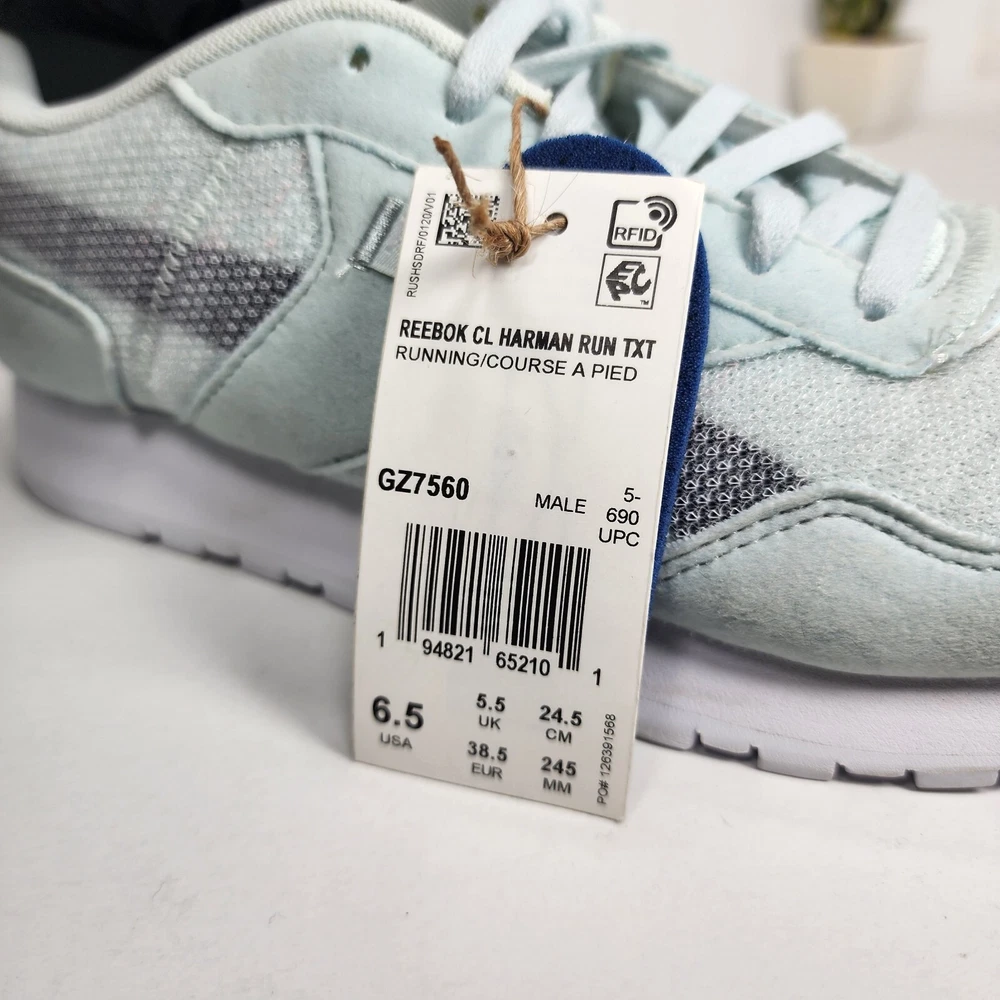 RUSHSDRF/0120/V01
RFID
EPC
TM
REEBOK CL HARMAN RUN TXT
RUNNING/COURSE A PIED
GZ7560
MALE
5-
690
UPC
1 94821 65210 1
6.5
USA
5.5
UK
24.5
CM
38.5
EUR
245
MM
PO# 126391568